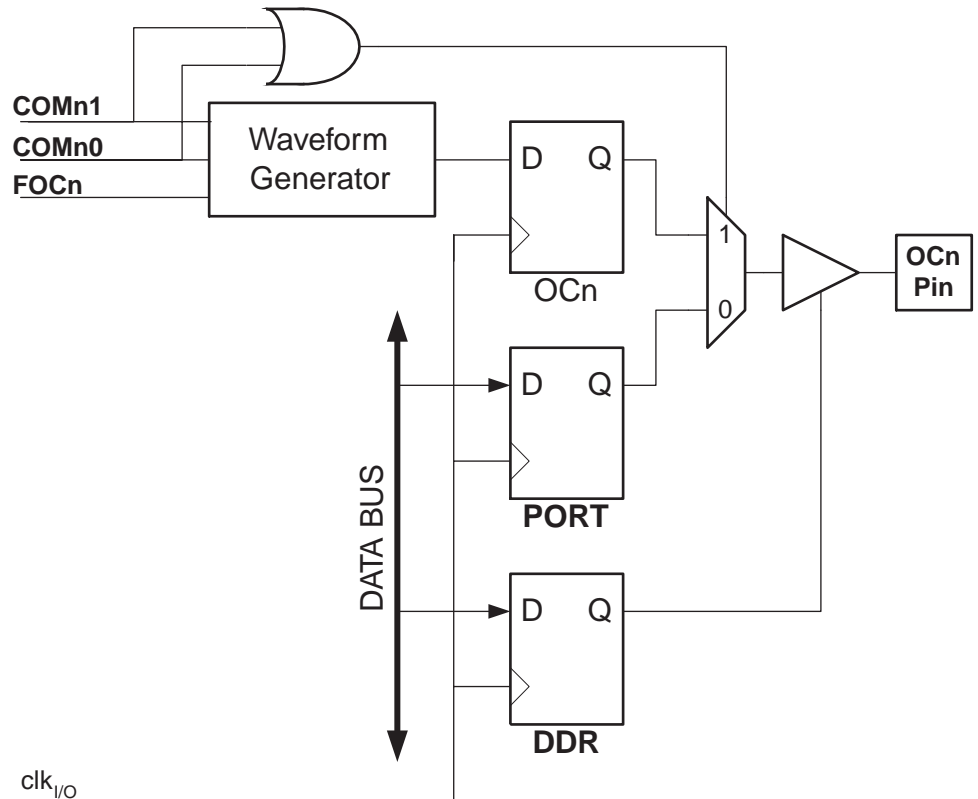 COMn1
COMn0
FOCn
Waveform
Generator
D Q
OCn
1
0
OCn
Pin
D Q
PORT
DATA BUS
D Q
DDR
clkI/O